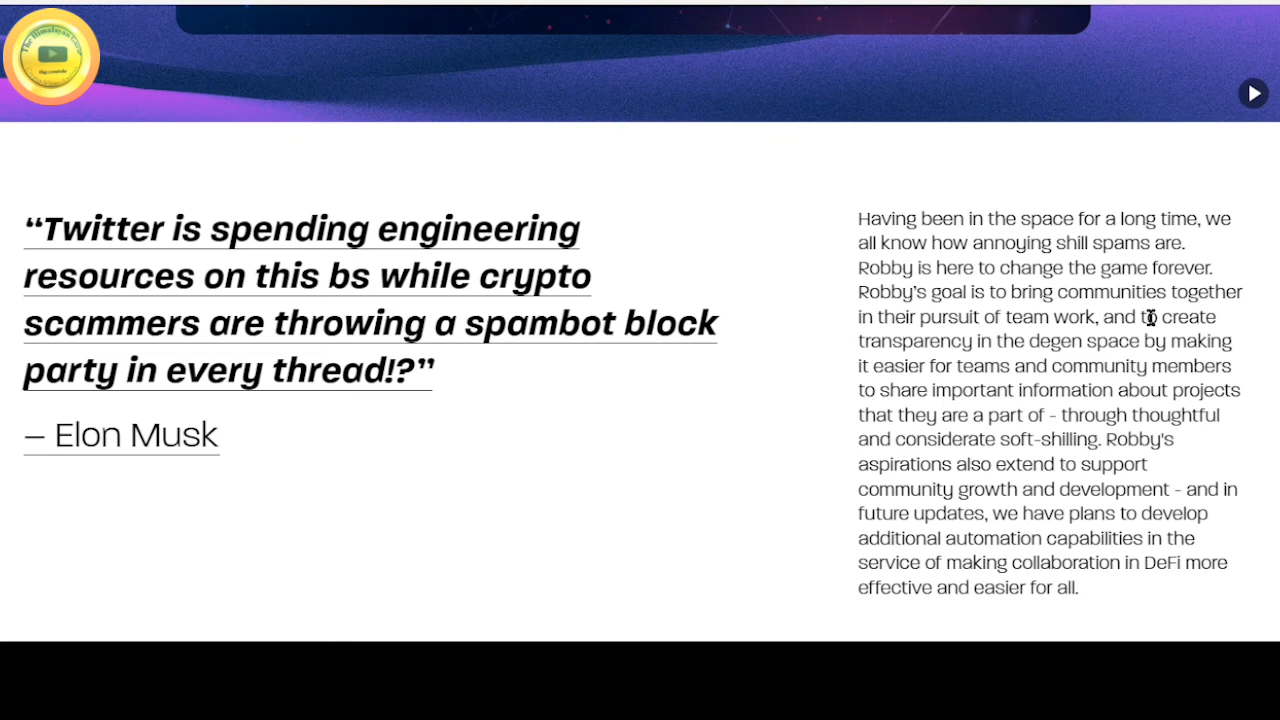 “Twitter is spending engineering
resources on this bs while crypto
scammers are throwing a spambot block
party in every thread!?”
– Elon Musk
Having been in the space for a long time, we
all know how annoying shill spams are.
Robby is here to change the game forever.
Robby’s goal is to bring communities together
in their pursuit of team work, and to create
transparency in the degen space by making
it easier for teams and community members
to share important information about projects
that they are a part of - through thoughtful
and considerate soft-shilling. Robby's
aspirations also extend to support
community growth and development - and in
future updates, we have plans to develop
additional automation capabilities in the
service of making collaboration in DeFi more
effective and easier for all.